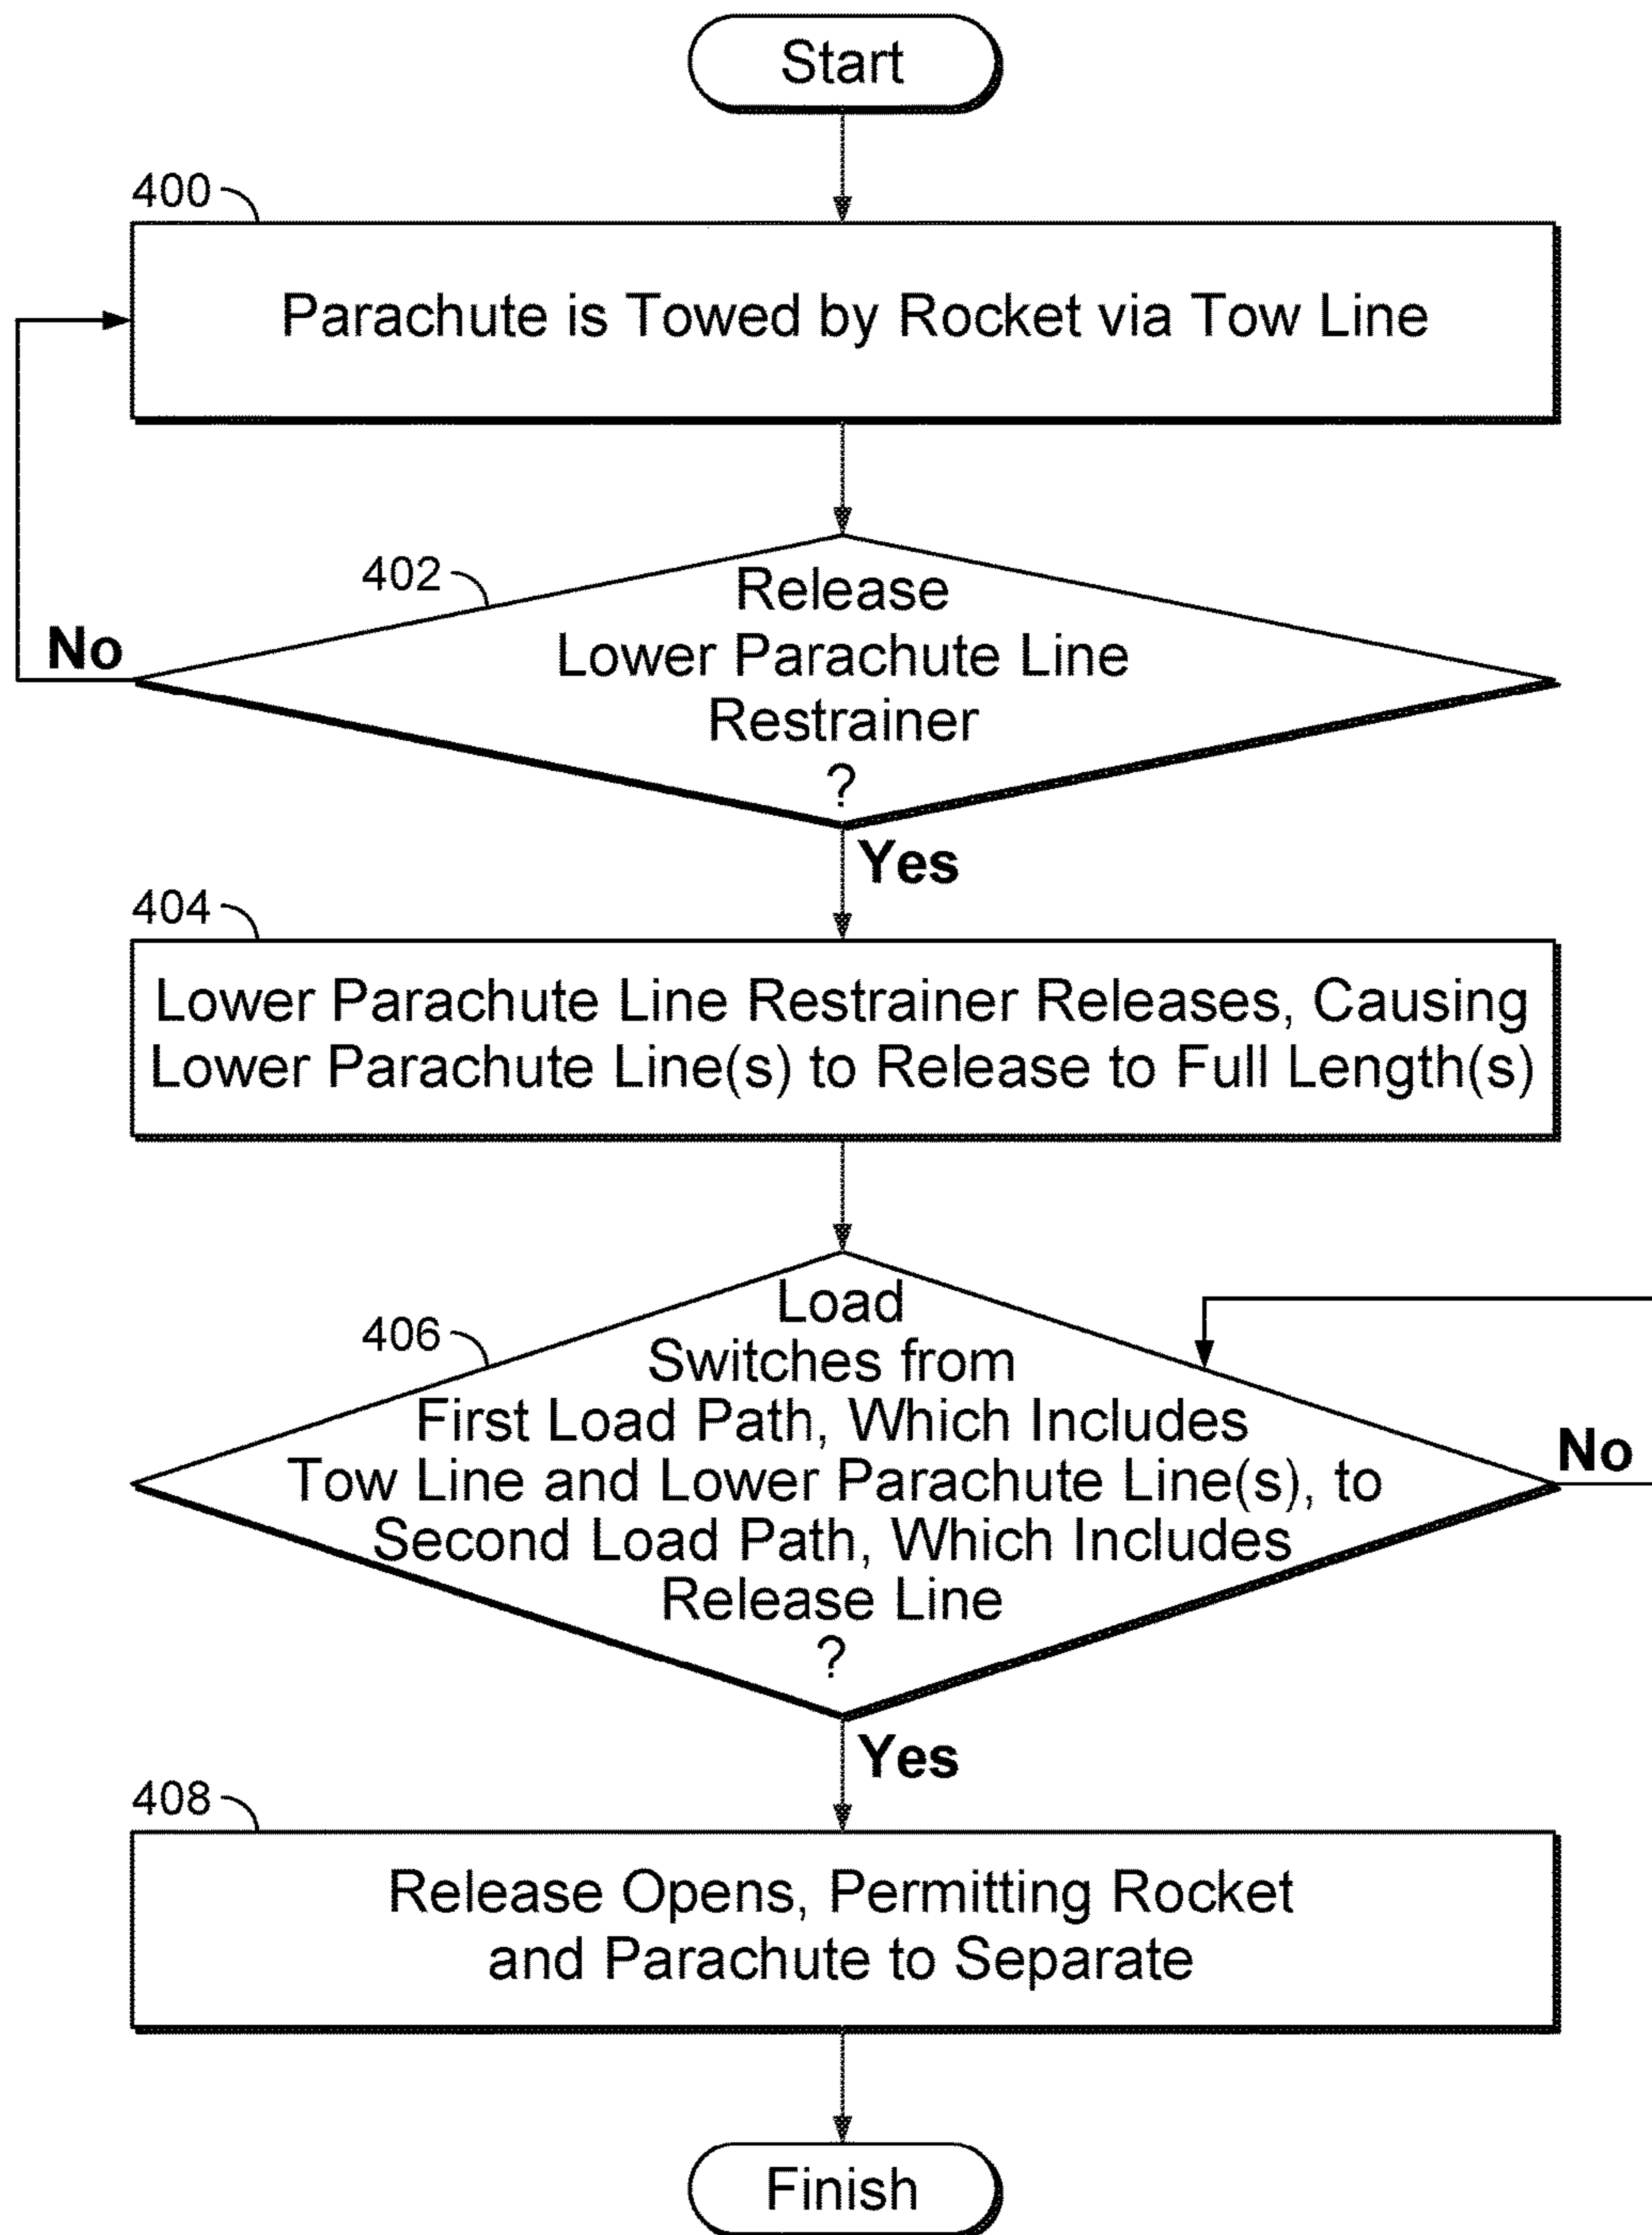 Start
400
Parachute is Towed by Rocket via Tow Line
402
Release
Lower Parachute Line
Restrainer
?
No
Yes
404
Lower Parachute Line Restrainer Releases, Causing
Lower Parachute Line(s) to Release to Full Length(s)
406
Load
Switches from
First Load Path, Which Includes
Tow Line and Lower Parachute Line(s), to
Second Load Path, Which Includes
Release Line
?
No
Yes
408
Release Opens, Permitting Rocket
and Parachute to Separate
Finish